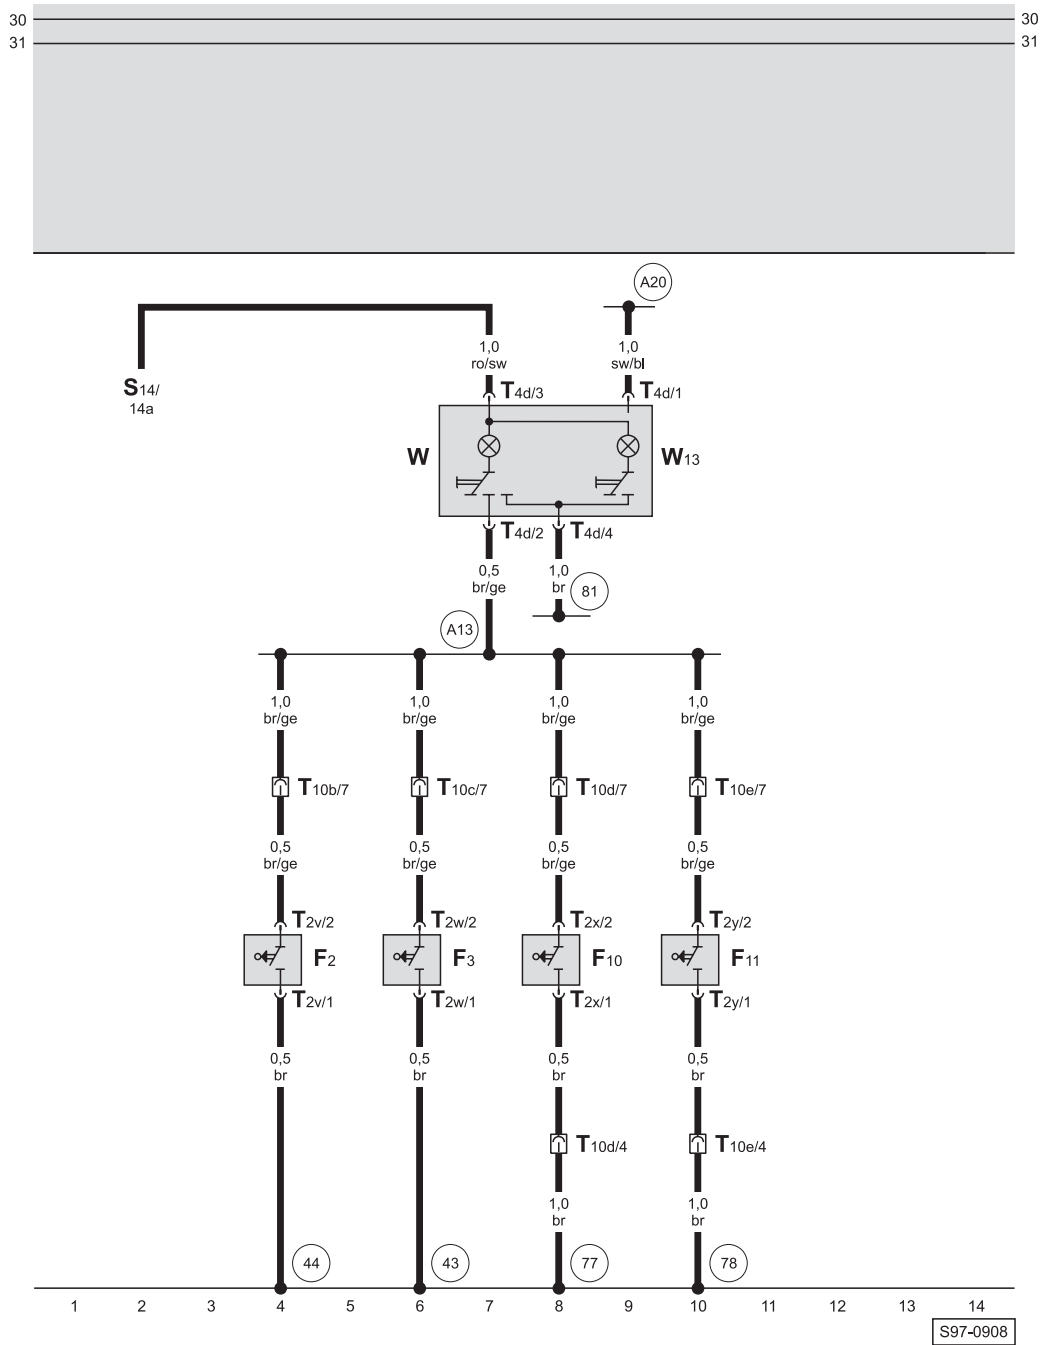 30 30
31 31
A20
1,0 1,0
ro/sw sw/bl
S14/
14a
T4d/3 T4d/1
W W13
T4d/2 T4d/4
0,5 1,0
br/ge br
81
A13
1,0 1,0 1,0 1,0
br/ge br/ge br/ge br/ge
T10b/7 T10c/7 T10d/7 T10e/7
0,5 0,5 0,5 0,5
br/ge br/ge br/ge br/ge
T2v/2 T2w/2 T2x/2 T2y/2
F2 F3 F10 F11
T2v/1 T2w/1 T2x/1 T2y/1
0,5 0,5 0,5 0,5
br br br br
T10d/4 T10e/4
1,0 1,0
br br
44 43 77 78
1 2 3 4 5 6 7 8 9 10 11 12 13 14
S97-0908